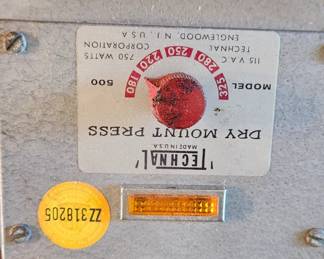 'TECHNAL'
MADE IN U.S.A
DRY MOUNT PRESS
MODEL 500
325 280 250 220 180
115 V A C 750 WATTS
TECHNAL CORPORATION
ENGLEWOOD, N.J. U.S.A
ZZ318205